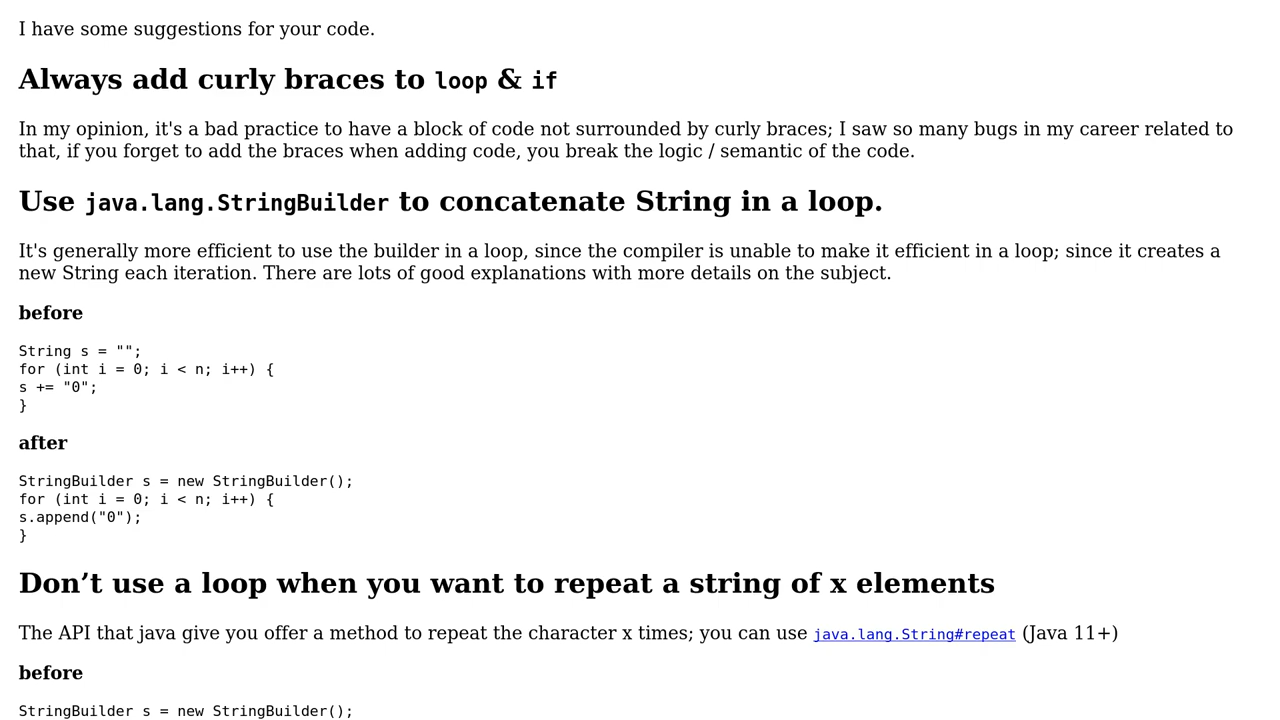 I have some suggestions for your code.
Always add curly braces to loop & if
In my opinion, it's a bad practice to have a block of code not surrounded by curly braces; I saw so many bugs in my career related to
that, if you forget to add the braces when adding code, you break the logic / semantic of the code.
Use java.lang.StringBuilder to concatenate String in a loop.
It's generally more efficient to use the builder in a loop, since the compiler is unable to make it efficient in a loop; since it creates a
new String each iteration. There are lots of good explanations with more details on the subject.
before
String s = "";
for (int i = 0; i < n; i++) {
s += "0";
}
after
StringBuilder s = new StringBuilder();
for (int i = 0; i < n; i++) {
s.append("0");
}
Don’t use a loop when you want to repeat a string of x elements
The API that java give you offer a method to repeat the character x times; you can use java.lang.String#repeat (Java 11+)
before
StringBuilder s = new StringBuilder();